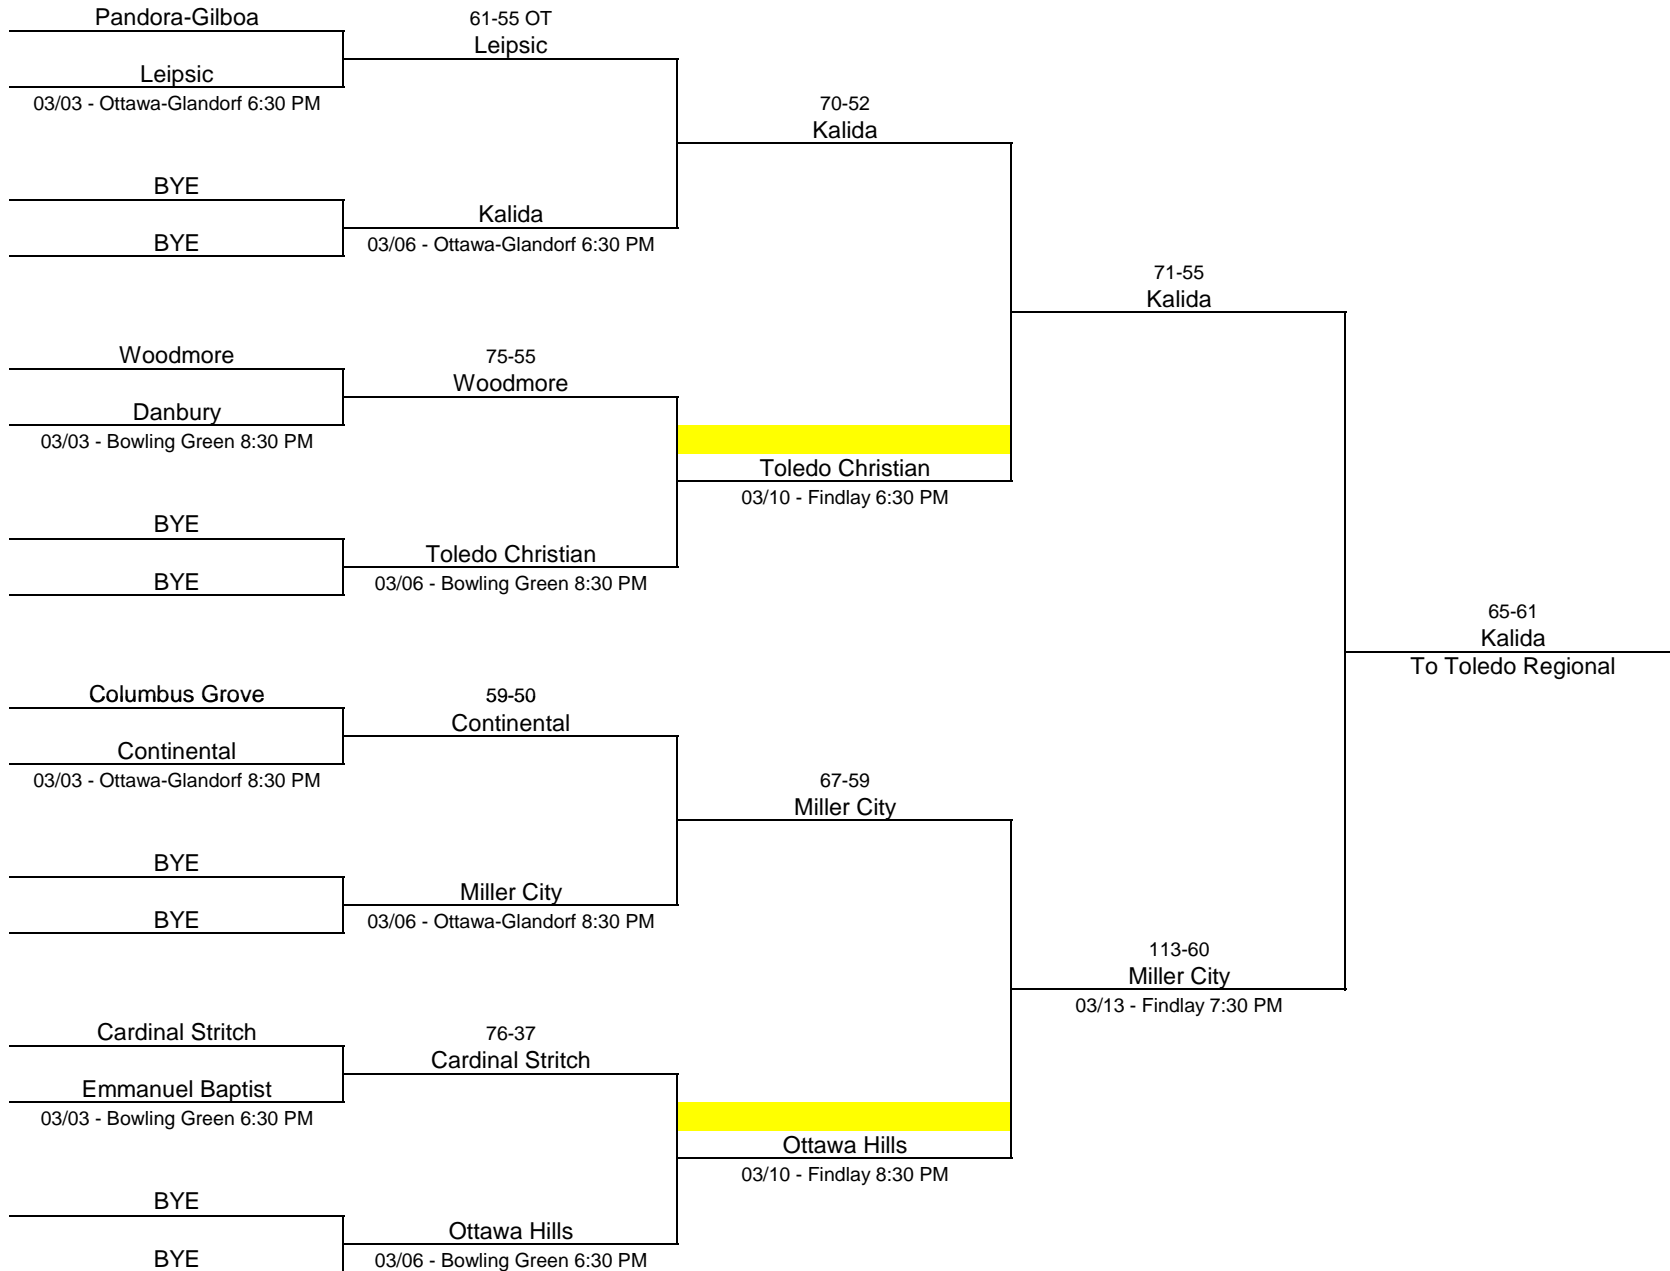 Pandora-Gilboa
61-55 OT
Leipsic
Leipsic
03/03 - Ottawa-Glandorf 6:30 PM
70-52
Kalida
BYE
Kalida
BYE
03/06 - Ottawa-Glandorf 6:30 PM
71-55
Kalida
Woodmore
75-55
Woodmore
Danbury
03/03 - Bowling Green 8:30 PM
Toledo Christian
03/10 - Findlay 6:30 PM
BYE
Toledo Christian
BYE
03/06 - Bowling Green 8:30 PM
65-61
Kalida
To Toledo Regional
Columbus Grove
59-50
Continental
Continental
03/03 - Ottawa-Glandorf 8:30 PM
67-59
Miller City
BYE
Miller City
BYE
03/06 - Ottawa-Glandorf 8:30 PM
113-60
Miller City
03/13 - Findlay 7:30 PM
Cardinal Stritch
76-37
Cardinal Stritch
Emmanuel Baptist
03/03 - Bowling Green 6:30 PM
Ottawa Hills
03/10 - Findlay 8:30 PM
BYE
Ottawa Hills
BYE
03/06 - Bowling Green 6:30 PM